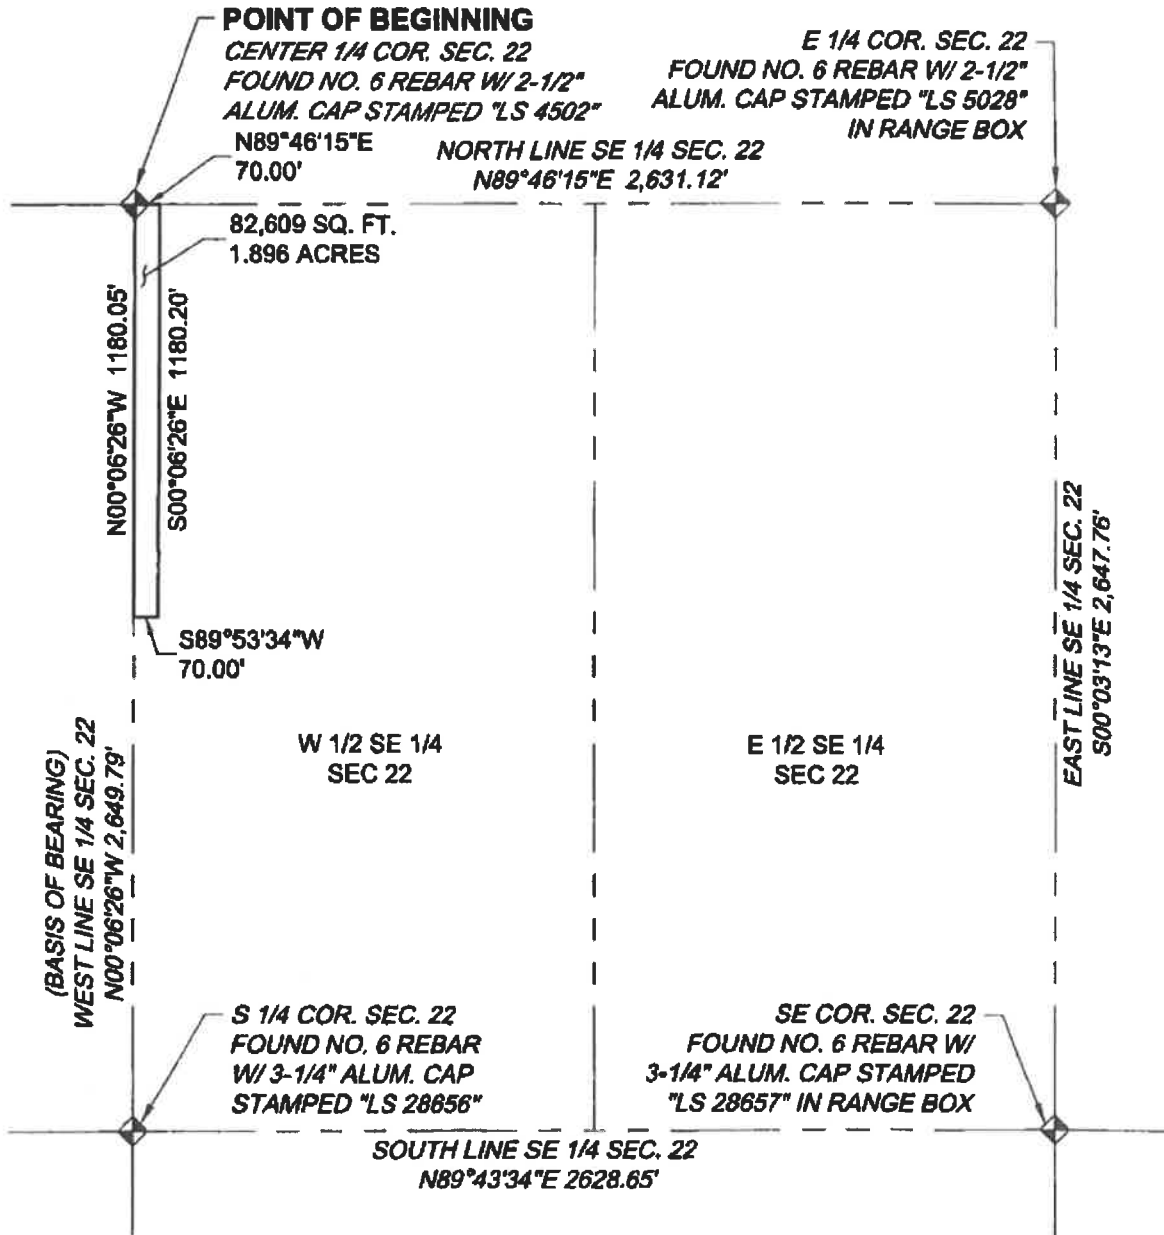 POINT OF BEGINNING
CENTER 1/4 COR. SEC. 22
FOUND NO. 6 REBAR W/ 2-1/2"
ALUM. CAP STAMPED "LS 4502"
E 1/4 COR. SEC. 22
FOUND NO. 6 REBAR W/ 2-1/2"
ALUM. CAP STAMPED "LS 5028"
IN RANGE BOX
N89°46'15"E
70.00'
NORTH LINE SE 1/4 SEC. 22
N89°46'15"E 2,631.12'
82,609 SQ. FT.
1.896 ACRES
N00°06'26"W 1180.05'
S00°06'26"E 1180.20'
S89°53'34"W
70.00'
EAST LINE SE 1/4 SEC. 22
S00°03'13"E 2,647.76'
W 1/2 SE 1/4
SEC 22
E 1/2 SE 1/4
SEC 22
(BASIS OF BEARING)
WEST LINE SE 1/4 SEC. 22
N00°06'26"W 2,649.79'
S 1/4 COR. SEC. 22
FOUND NO. 6 REBAR
W/ 3-1/4" ALUM. CAP
STAMPED "LS 28656"
SE COR. SEC. 22
FOUND NO. 6 REBAR W/
3-1/4" ALUM. CAP STAMPED
"LS 28657" IN RANGE BOX
SOUTH LINE SE 1/4 SEC. 22
N89°43'34"E 2628.65'